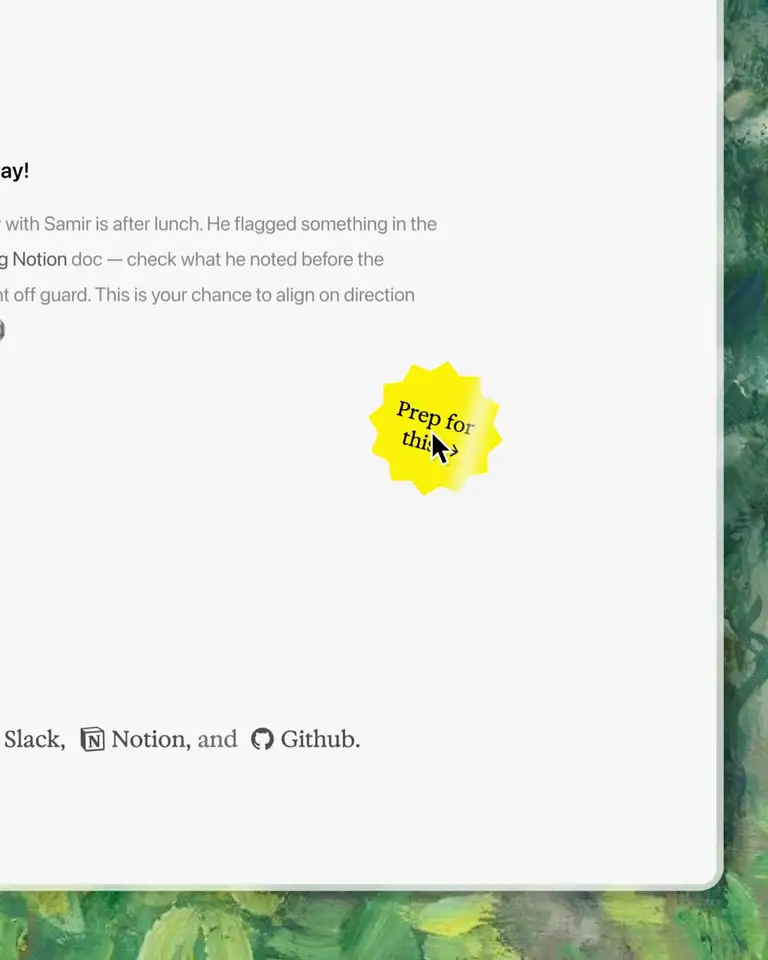 ay!
with Samir is after lunch. He flagged something in the
g Notion doc — check what he noted before the
t off guard. This is your chance to align on direction
Prep for
this →
Slack, Notion, and Github.